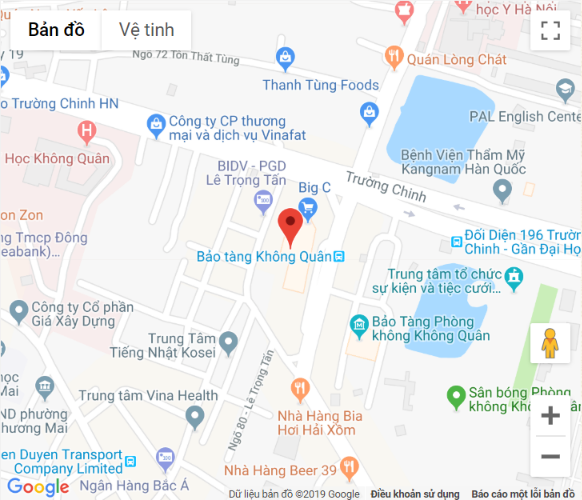 học Y Hà Nội
Bản đồ
Vệ tinh
Ngõ 72 Tôn Thất Tùng
y 19
Quán Lòng Chát
Thanh Tùng Foods
o Trường Chinh HN
PAL English Cente
Công ty CP thương
mại và dịch vụ Vinafat
Học Không Quân
BIDV - PGD
Lê Trọng Tấn
Bệnh Viện Thẩm Mỹ
Kangnam Hàn Quốc
Trường Chinh
Big C
on Zon
Đối Diện 196 Trườ
Chinh - Gần Đại Họ
ng Tmcp Đông
eabank)...
Bảo tàng Không Quân
Trung tâm tổ chức
sự kiện và tiệc cưới...
Công ty Cổ phần
Giá Xây Dựng
Bảo Tàng Phòng
không Không Quân
Trung Tâm
Tiếng Nhật Kosei
học
Mai
Trung tâm Vina Health
Ngõ 80 - Lê Trọng Tấn
Sân bóng Phòng
không Khôn
ND phường
hương Mai
Nhà Hàng Bia
Hơi Hải Xồm
en Duyen Transport
Company Limited
Nhà Hàng Beer 39
Google
Ngân Hàng Bắc Á
Dữ liệu bản đồ ©2019 Google
Điều khoản sử dụng
Báo cáo một lỗi bản đồ